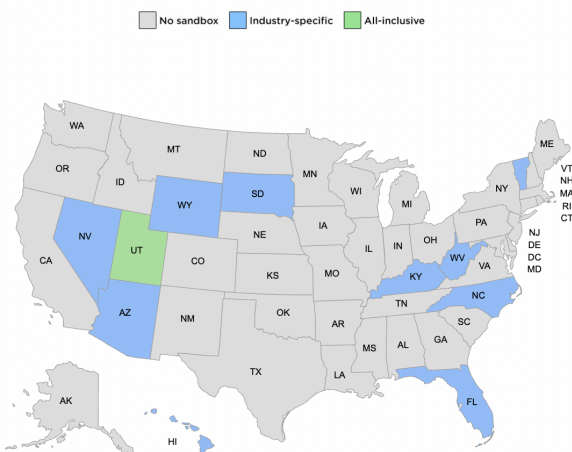 No sandbox Industry-specific All-inclusive
WA
MT
ND
ME
OR
ID
MN
VT
NH
WY
SD
WI
MI
NY
MA
RI
CT
NV
UT
NE
IA
PA
NJ
CA
CO
IL
IN
OH
DE
DC
MD
KS
MO
KY
WV
VA
AZ
NM
OK
AR
TN
NC
SC
TX
LA
MS
AL
GA
FL
AK
HI